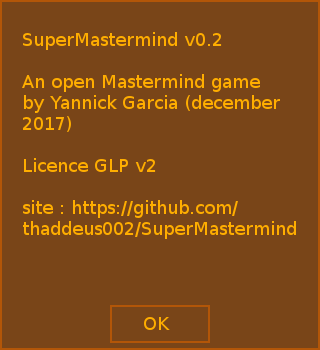 SuperMastermind v0.2
An open Mastermind game
by Yannick Garcia (december
2017)
Licence GLP v2
site : https://github.com/
thaddeus002/SuperMastermind
OK